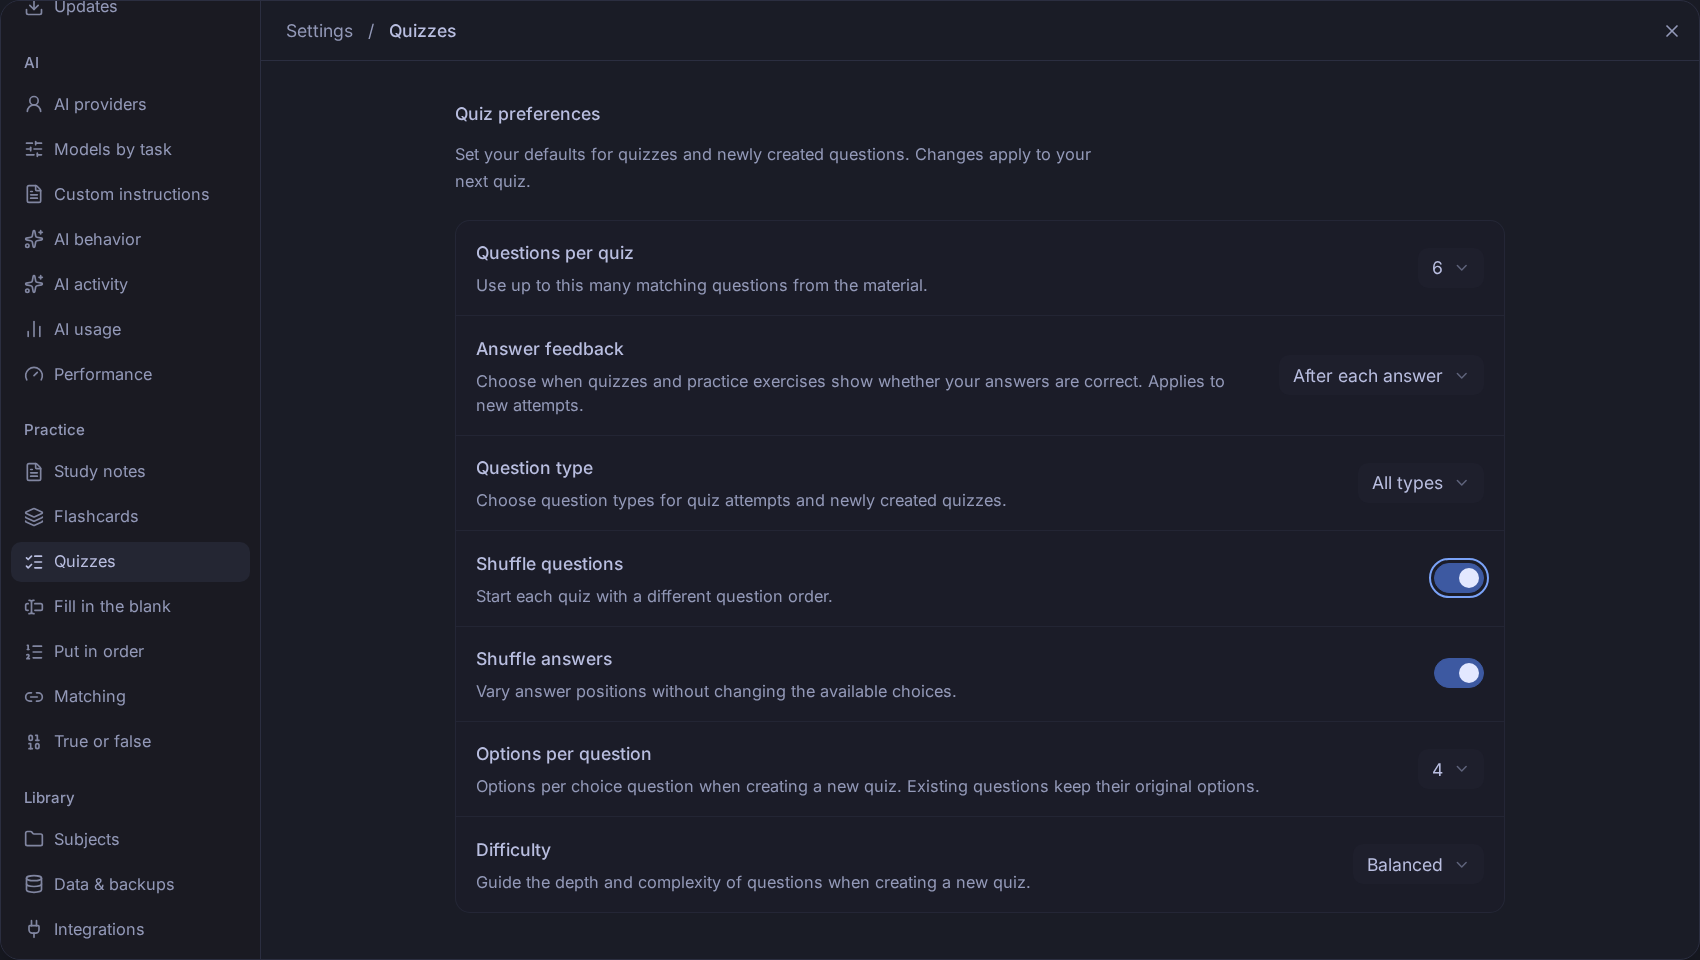 Updates
AI
AI providers
Models by task
Custom instructions
AI behavior
AI activity
AI usage
Performance
Practice
Study notes
Flashcards
Quizzes
Fill in the blank
Put in order
Matching
True or false
Library
Subjects
Data & backups
Integrations
Settings / Quizzes
Quiz preferences
Set your defaults for quizzes and newly created questions. Changes apply to your
next quiz.
Questions per quiz
Use up to this many matching questions from the material.
6
Answer feedback
Choose when quizzes and practice exercises show whether your answers are correct. Applies to
new attempts.
After each answer
Question type
Choose question types for quiz attempts and newly created quizzes.
All types
Shuffle questions
Start each quiz with a different question order.
Shuffle answers
Vary answer positions without changing the available choices.
Options per question
Options per choice question when creating a new quiz. Existing questions keep their original options.
4
Difficulty
Guide the depth and complexity of questions when creating a new quiz.
Balanced